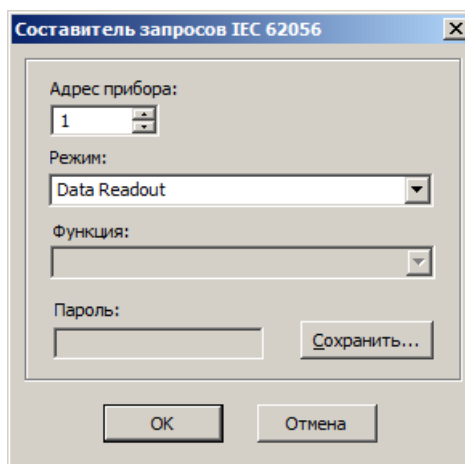 Составитель запросов IEC 62056
Адрес прибора:
1
Режим:
Data Readout
Функция:
Пароль:
Сохранить...
OK
Отмена